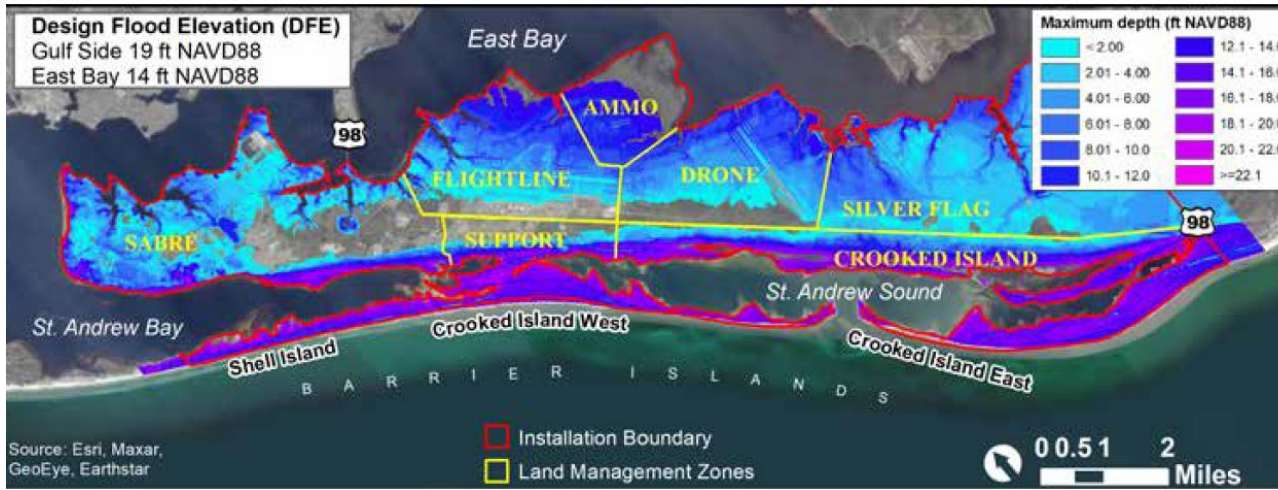 Design Flood Elevation (DFE)
Gulf Side 19 ft NAVD88
East Bay 14 ft NAVD88
East Bay
Maximum depth (ft NAVD88
< 2.00
2.01 - 4.00
4.01 - 6.00
6.01 - 8.00
8.01 - 10.0
10.1 - 12.0
12.1 - 14.0
14.1 - 16.0
16.1 - 18.0
18.1 - 20.0
20.1 - 22.0
>=22.1
98
AMMO
FLIGHTLINE
DRONE
SILVER FLAG
98
SABRE
SUPPORT
CROOKED ISLAND
St. Andrew Sound
St. Andrew Bay
Shell Island
Crooked Island West
Crooked Island East
BARRIER ISLANDS
Installation Boundary
Land Management Zones
Source: Esri, Maxar,
GeoEye, Earthstar
0 0.5 1 2
Miles